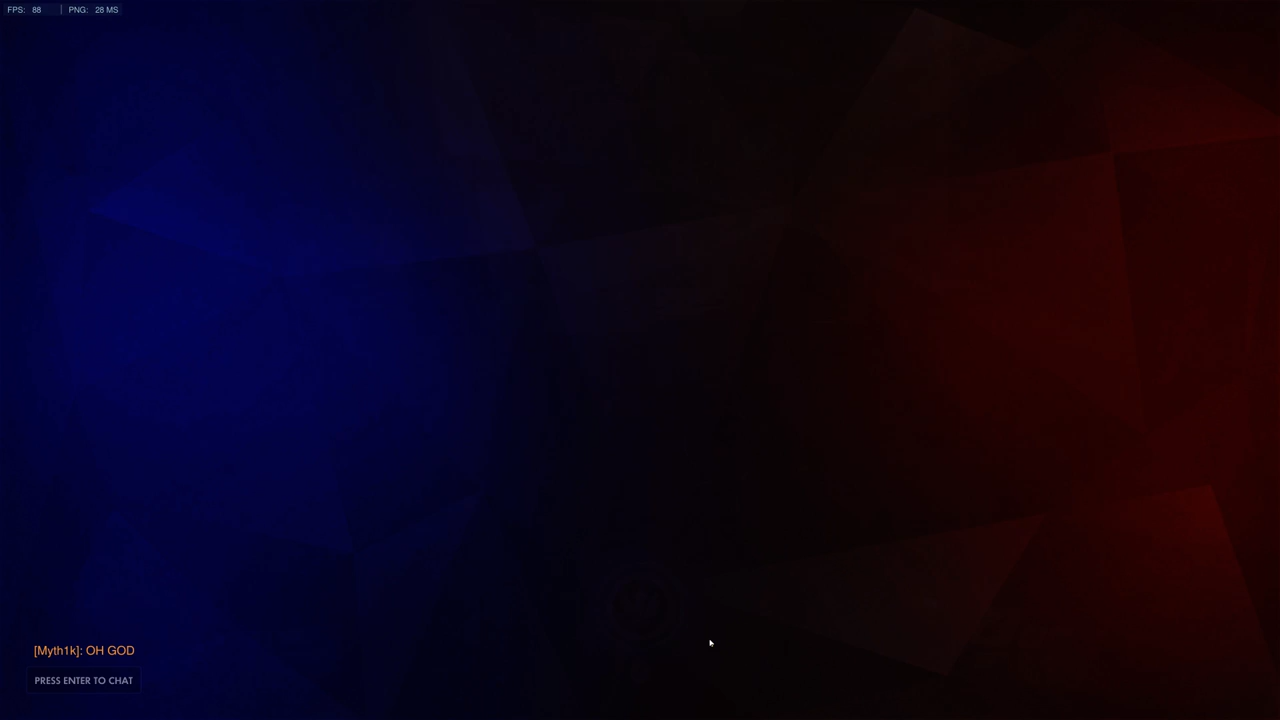 FPS: 88 | PNG: 28 MS
[Myth1k]: OH GOD
PRESS ENTER TO CHAT